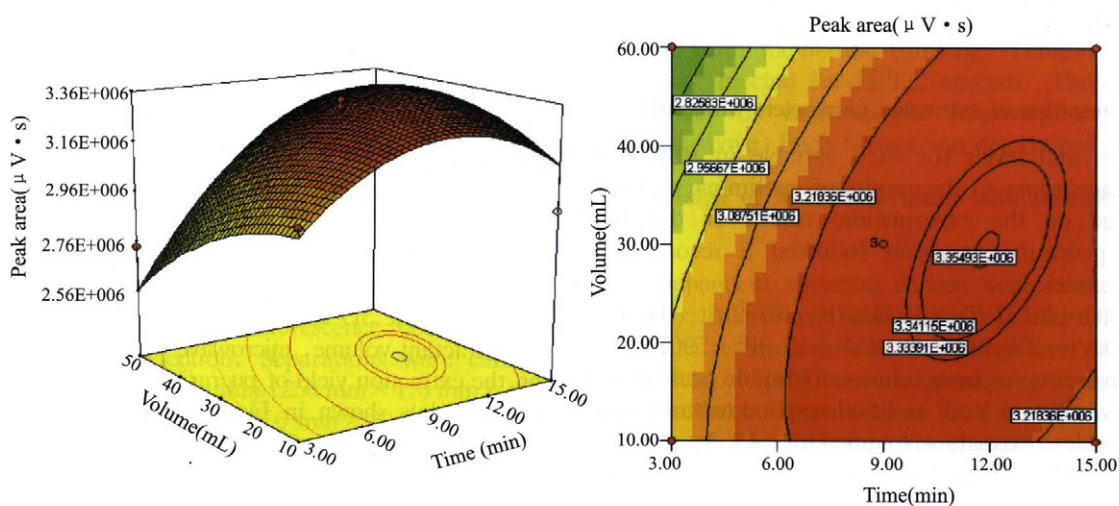 Peak area(μV·s)
3.36E+006
3.16E+006
2.96E+006
2.76E+006
2.56E+006
50
40
30
20
10
Volume(mL)
3.00
6.00
9.00
12.00
15.00
Time (min)
Peak area(μV·s)
60.00
40.00
30.00
20.00
10.00
Volume(mL)
2.82583E+006
2.95667E+006
3.08751E+006
3.21836E+006
3
3.35493E+006
3.34115E+006
3.33391E+006
3.21836E+006
3.00
6.00
9.00
12.00
15.00
Time(min)